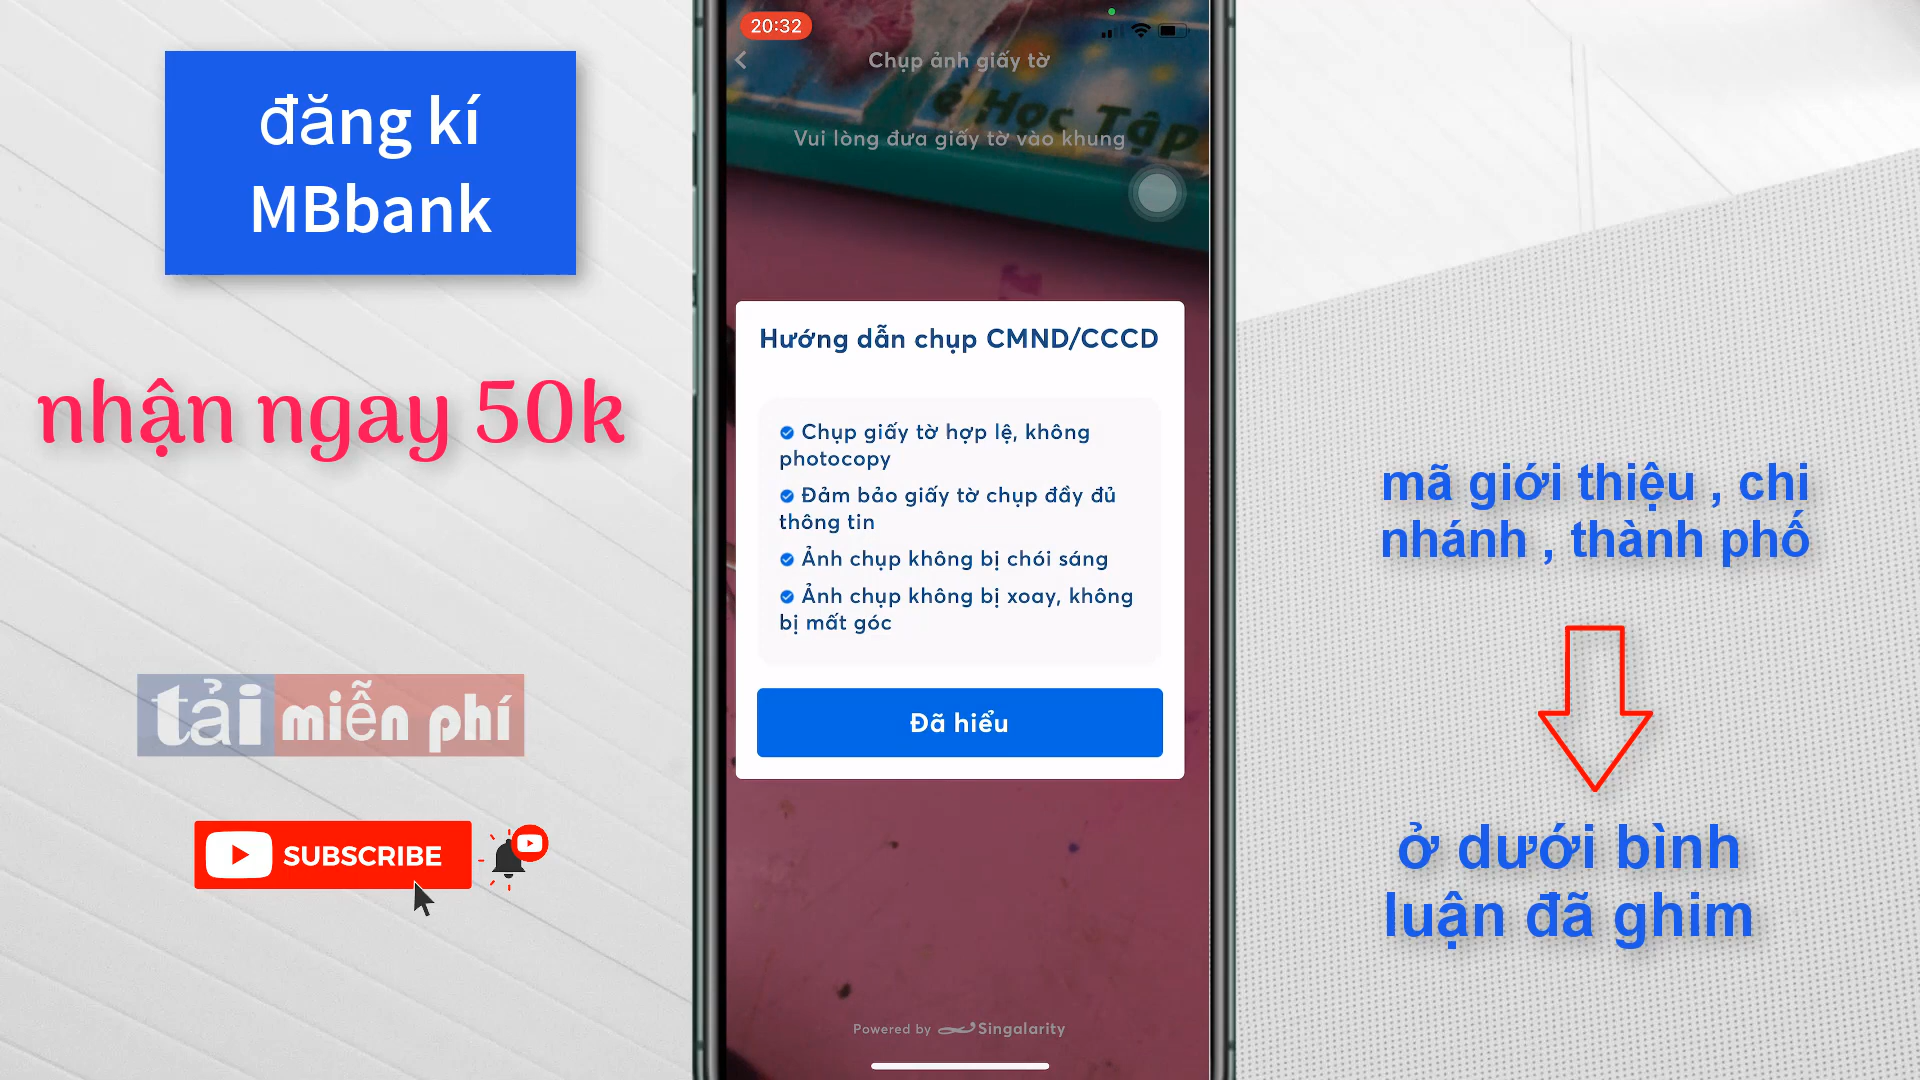 đăng kí
MBbank
nhận ngay 50k
tải miễn phí
SUBSCRIBE
20:32
Chụp ảnh giấy tờ
ề Học Tập
Vui lòng đưa giấy tờ vào khung
Hướng dẫn chụp CMND/CCCD
Chụp giấy tờ hợp lệ, không
photocopy
Đảm bảo giấy tờ chụp đầy đủ
thông tin
Ảnh chụp không bị chói sáng
Ảnh chụp không bị xoay, không
bị mất góc
Đã hiểu
Powered by Singalarity
mã giới thiệu , chi
nhánh , thành phố
ở dưới bình
luận đã ghim